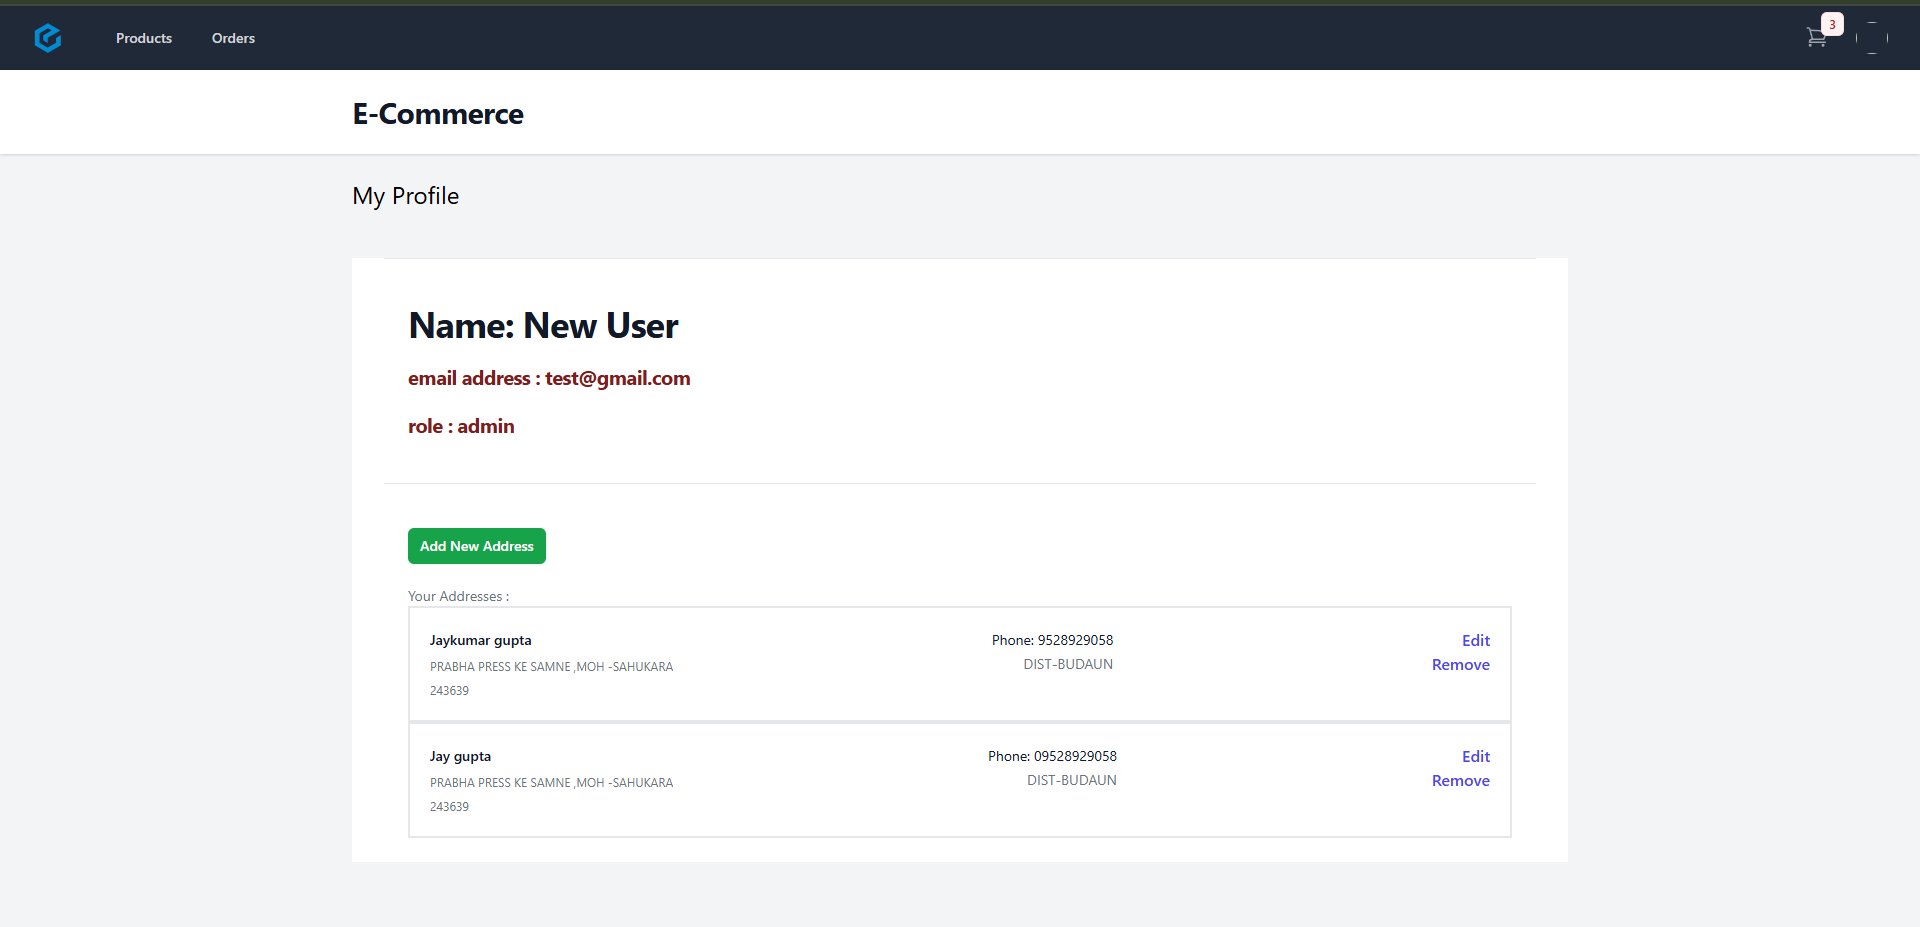 Products Orders 3
E-Commerce
My Profile
Name: New User
email address : test@gmail.com
role : admin
Add New Address
Your Addresses :
Jaykumar gupta Phone: 9528929058 Edit
PRABHA PRESS KE SAMNE ,MOH -SAHUKARA DIST-BUDAUN Remove
243639
Jay gupta Phone: 09528929058 Edit
PRABHA PRESS KE SAMNE ,MOH -SAHUKARA DIST-BUDAUN Remove
243639